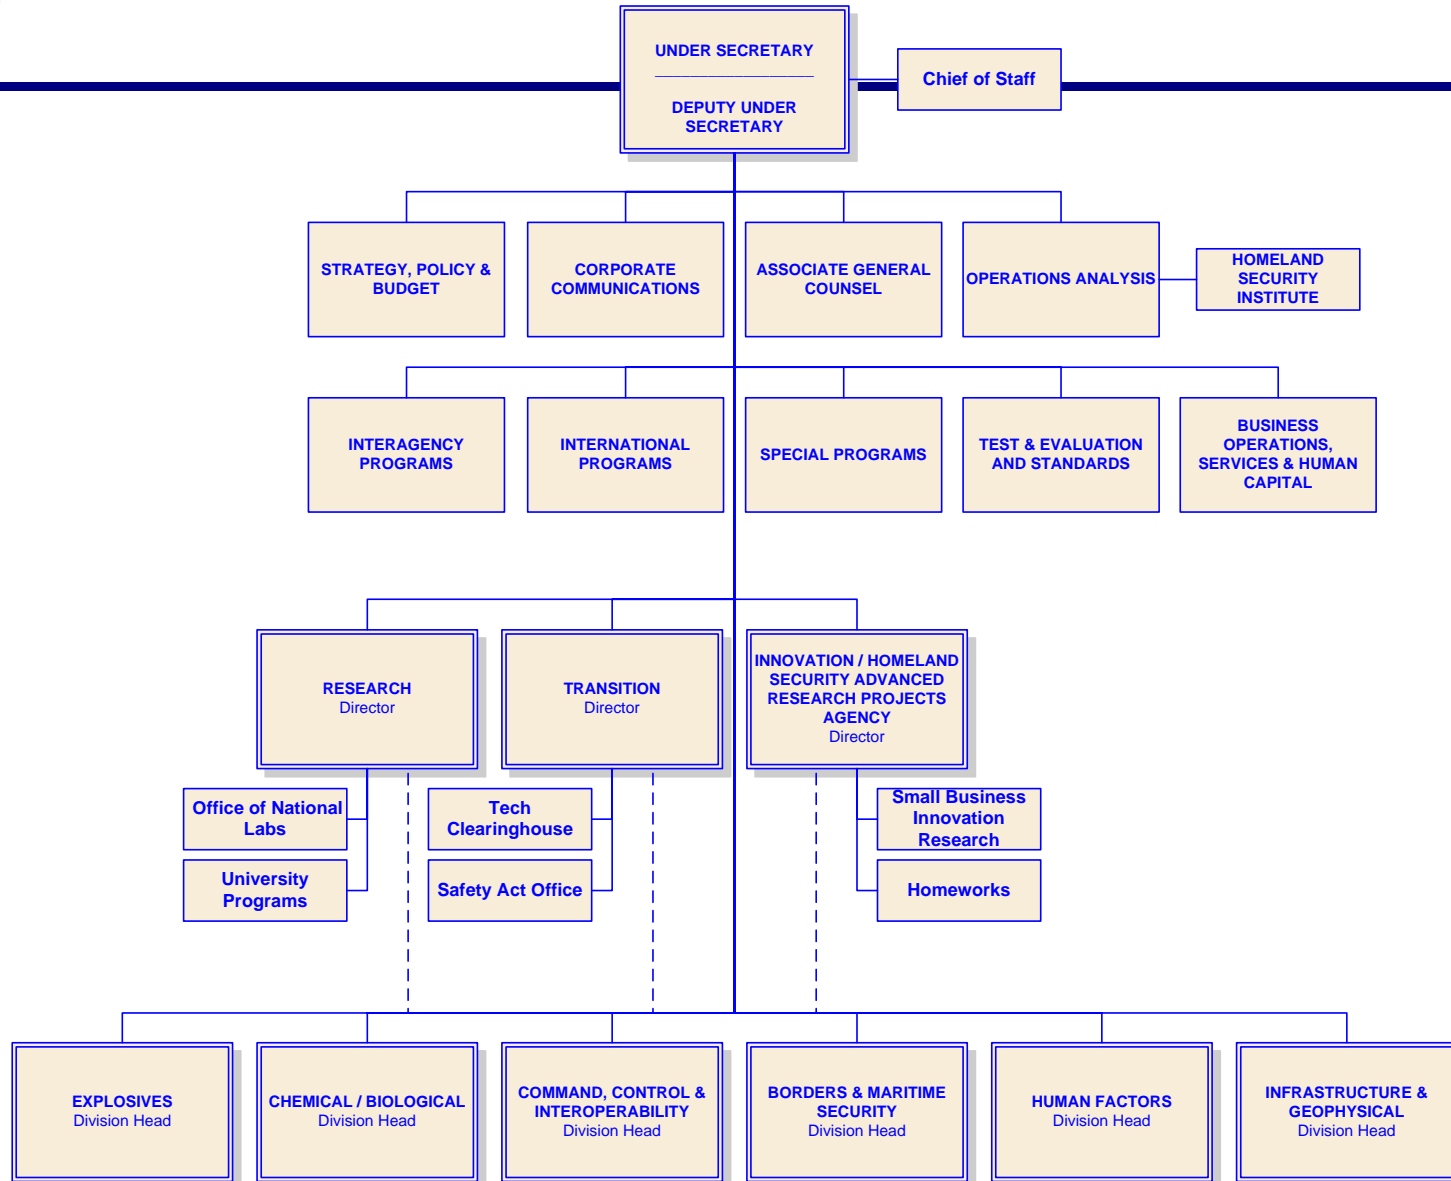 UNDER SECRETARY
____________________
DEPUTY UNDER
SECRETARY
Chief of Staff
STRATEGY, POLICY &
BUDGET
CORPORATE
COMMUNICATIONS
ASSOCIATE GENERAL
COUNSEL
OPERATIONS ANALYSIS
HOMELAND
SECURITY
INSTITUTE
INTERAGENCY
PROGRAMS
INTERNATIONAL
PROGRAMS
SPECIAL PROGRAMS
TEST & EVALUATION
AND STANDARDS
BUSINESS
OPERATIONS,
SERVICES & HUMAN
CAPITAL
RESEARCH
Director
TRANSITION
Director
INNOVATION / HOMELAND
SECURITY ADVANCED
RESEARCH PROJECTS
AGENCY
Director
Office of National
Labs
Tech
Clearinghouse
Small Business
Innovation
Research
University
Programs
Safety Act Office
Homeworks
EXPLOSIVES
Division Head
CHEMICAL / BIOLOGICAL
Division Head
COMMAND, CONTROL &
INTEROPERABILITY
Division Head
BORDERS & MARITIME
SECURITY
Division Head
HUMAN FACTORS
Division Head
INFRASTRUCTURE &
GEOPHYSICAL
Division Head